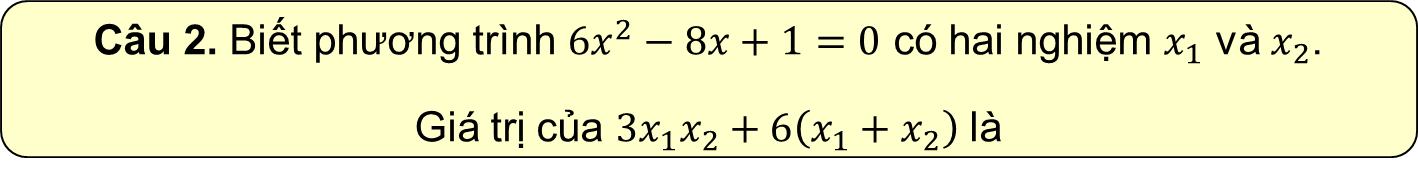 Câu 2. Biết phương trình 6x² − 8x + 1 = 0 có hai nghiệm x₁ và x₂.
Giá trị của 3x₁x₂ + 6(x₁ + x₂) là